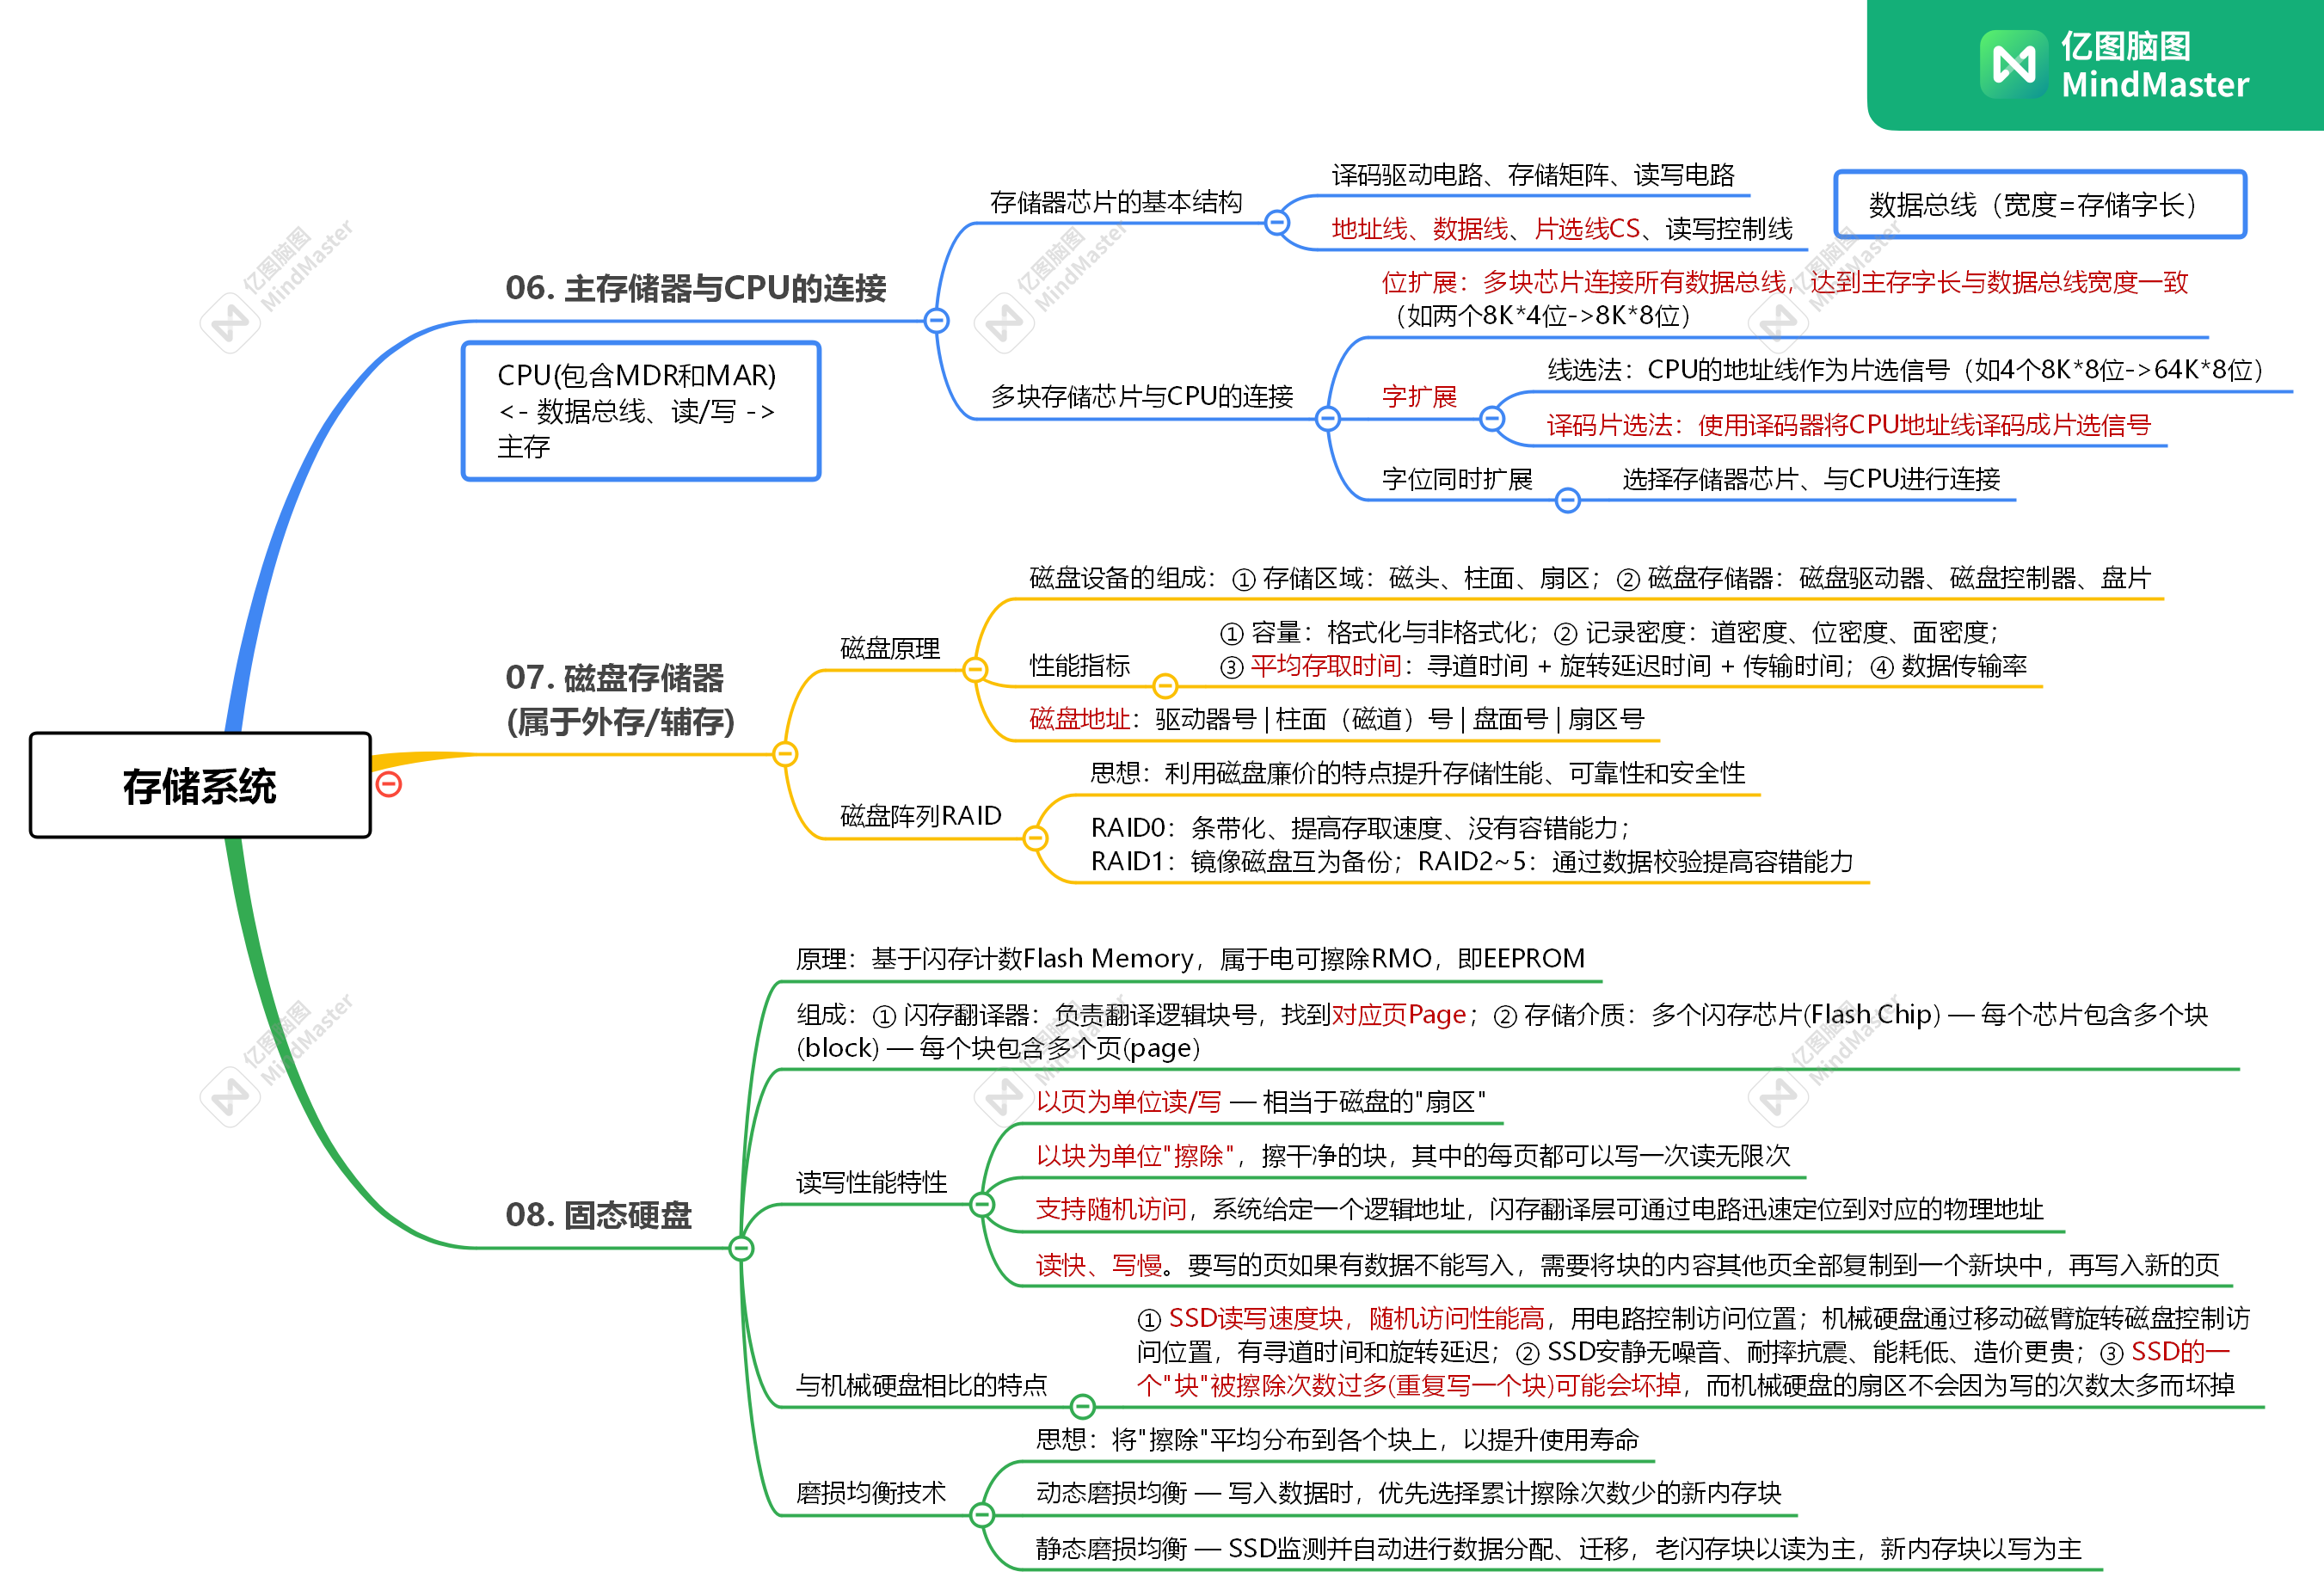 亿图脑图
MindMaster
存储系统
06. 主存储器与CPU的连接
CPU(包含MDR和MAR)
<- 数据总线、读/写 ->
主存
存储器芯片的基本结构
译码驱动电路、存储矩阵、读写电路
地址线、数据线、片选线CS、读写控制线
数据总线（宽度=存储字长）
多块存储芯片与CPU的连接
位扩展：多块芯片连接所有数据总线，达到主存字长与数据总线宽度一致
（如两个8K*4位->8K*8位）
字扩展
线选法：CPU的地址线作为片选信号（如4个8K*8位->64K*8位）
译码片选法：使用译码器将CPU地址线译码成片选信号
字位同时扩展
选择存储器芯片、与CPU进行连接
07. 磁盘存储器
(属于外存/辅存)
磁盘原理
磁盘设备的组成：① 存储区域：磁头、柱面、扇区；② 磁盘存储器：磁盘驱动器、磁盘控制器、盘片
性能指标
① 容量：格式化与非格式化；② 记录密度：道密度、位密度、面密度；
③ 平均存取时间：寻道时间 + 旋转延迟时间 + 传输时间；④ 数据传输率
磁盘地址：驱动器号 | 柱面（磁道）号 | 盘面号 | 扇区号
磁盘阵列RAID
思想：利用磁盘廉价的特点提升存储性能、可靠性和安全性
RAID0：条带化、提高存取速度、没有容错能力；
RAID1：镜像磁盘互为备份；RAID2~5：通过数据校验提高容错能力
08. 固态硬盘
原理：基于闪存计数Flash Memory，属于电可擦除RMO，即EEPROM
组成：① 闪存翻译器：负责翻译逻辑块号，找到对应页Page；② 存储介质：多个闪存芯片(Flash Chip) — 每个芯片包含多个块
(block) — 每个块包含多个页(page)
读写性能特性
以页为单位读/写 — 相当于磁盘的"扇区"
以块为单位"擦除"，擦干净的块，其中的每页都可以写一次读无限次
支持随机访问，系统给定一个逻辑地址，闪存翻译层可通过电路迅速定位到对应的物理地址
读快、写慢。要写的页如果有数据不能写入，需要将块的内容其他页全部复制到一个新块中，再写入新的页
与机械硬盘相比的特点
① SSD读写速度块，随机访问性能高，用电路控制访问位置；机械硬盘通过移动磁臂旋转磁盘控制访
问位置，有寻道时间和旋转延迟；② SSD安静无噪音、耐摔抗震、能耗低、造价更贵；③ SSD的一
个"块"被擦除次数过多(重复写一个块)可能会坏掉，而机械硬盘的扇区不会因为写的次数太多而坏掉
磨损均衡技术
思想：将"擦除"平均分布到各个块上，以提升使用寿命
动态磨损均衡 — 写入数据时，优先选择累计擦除次数少的新内存块
静态磨损均衡 — SSD监测并自动进行数据分配、迁移，老闪存块以读为主，新内存块以写为主
亿图脑图
MindMaster
亿图脑图
MindMaster
亿图脑图
MindMaster
亿图脑图
MindMaster
亿图脑图
MindMaster
亿图脑图
MindMaster